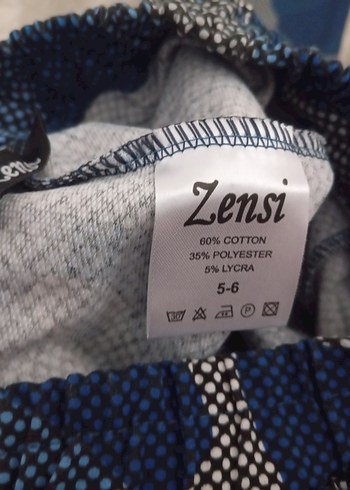 Zensi
60% COTTON
35% POLYESTER
5% LYCRA
5-6